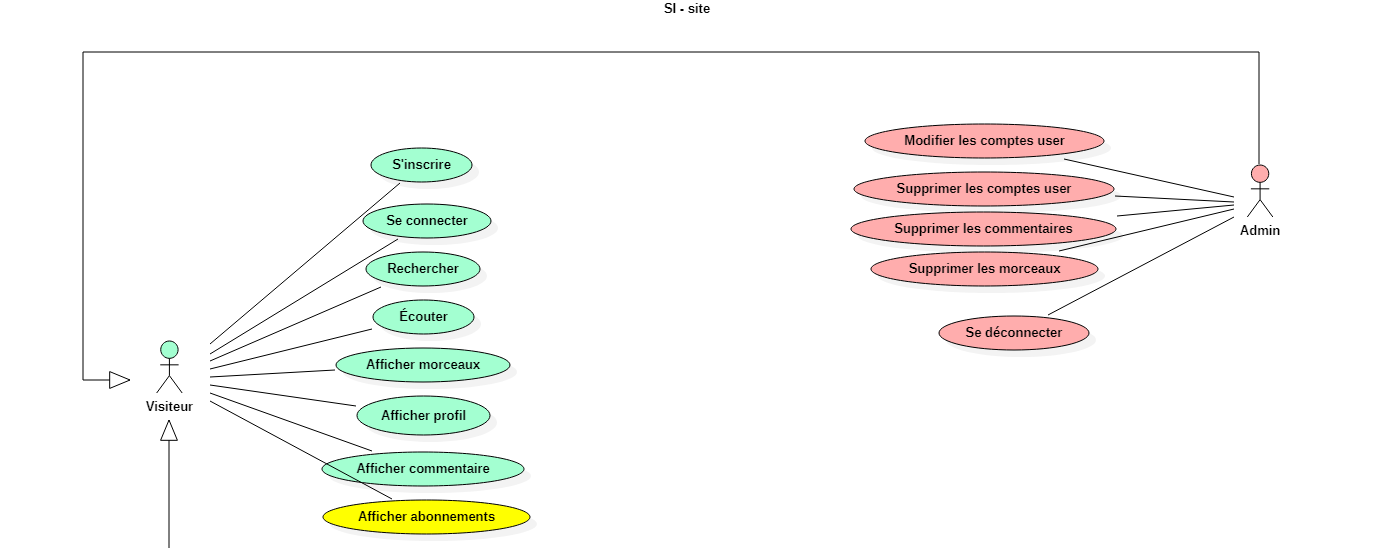 SI - site
S'inscrire
Se connecter
Rechercher
Écouter
Afficher morceaux
Afficher profil
Afficher commentaire
Afficher abonnements
Visiteur
Modifier les comptes user
Supprimer les comptes user
Supprimer les commentaires
Supprimer les morceaux
Se déconnecter
Admin